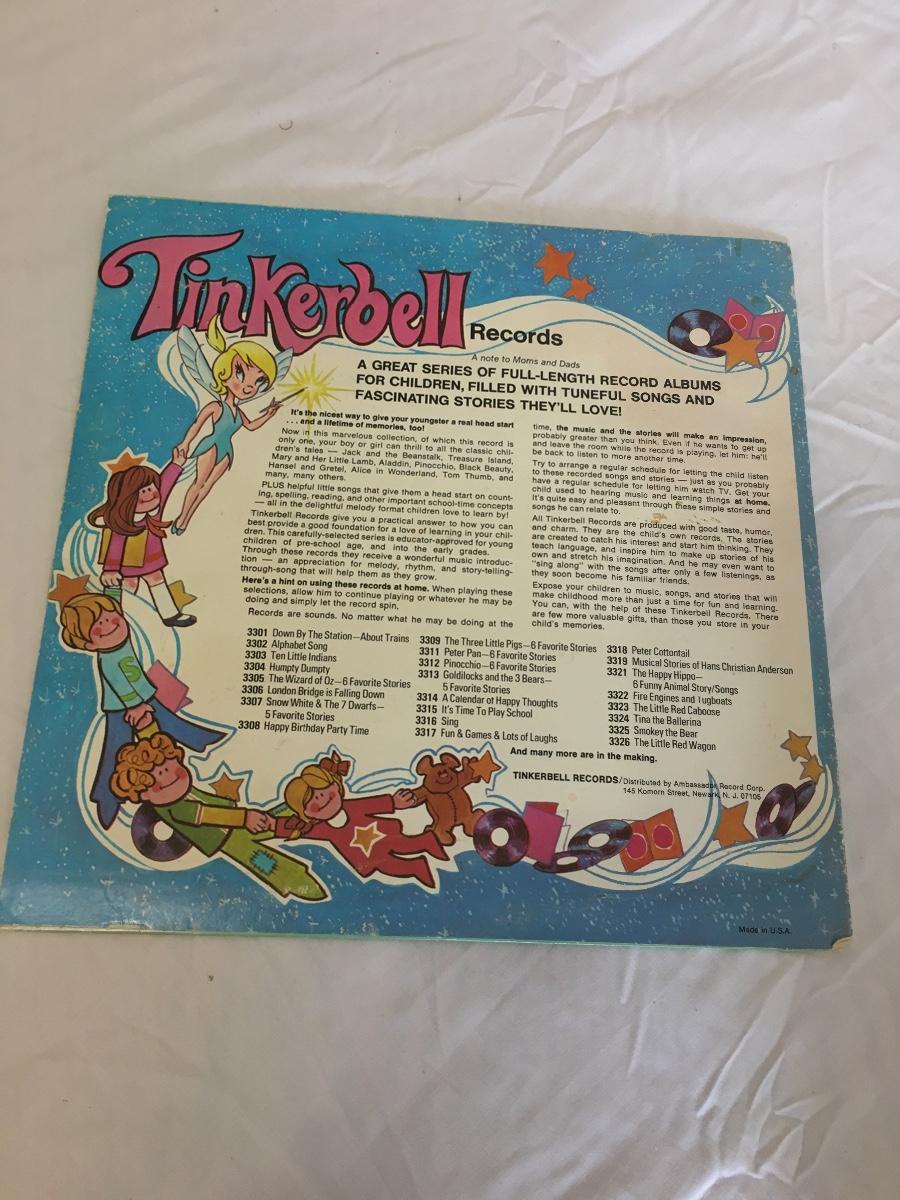 Tinkerbell
Records
A note to Moms and Dads
A GREAT SERIES OF FULL-LENGTH RECORD ALBUMS
FOR CHILDREN, FILLED WITH TUNEFUL SONGS AND
FASCINATING STORIES THEY'LL LOVE!
It's the nicest way to give your youngster a real head start
. . . and a lifetime of memories, too!
Now in this marvelous collection, of which this record is
only one, your boy or girl can thrill to all the classic chil-
dren's tales — Jack and the Beanstalk, Treasure Island,
Mary and Her Little Lamb, Aladdin, Pinocchio, Black Beauty,
Hansel and Gretel, Alice in Wonderland, Tom Thumb, and
many, many others.
PLUS helpful little songs that give them a head start on count-
ing, spelling, reading, and other important school-time concepts
— all in the delightful melody format children love to learn by!
Tinkerbell Records give you a practical answer to how you can
best provide a good foundation for a love of learning in your chil-
dren. This carefully-selected series is educator-approved for young
children of pre-school age, and into the early grades.
Through these records they receive a wonderful music introduc-
tion — an appreciation for melody, rhythm, and story-telling-
through-song that will help them as they grow.
Here's a hint on using these records at home. When playing these
selections, allow him to continue playing or whatever he may be
doing and simply let the record spin.
Records are sounds. No matter what he may be doing at the
time, the music and the stories will make an impression,
probably greater than you think. Even if he wants to get up
and leave the room while the record is playing, let him: he'll
be back to listen to more another time.
Try to arrange a regular schedule for letting the child listen
to these recorded songs and stories — just as you probably
have a regular schedule for letting him watch TV. Get your
child used to hearing music and learning things at home.
It's quite easy and pleasant through these simple stories and
songs he can relate to.
All Tinkerbell Records are produced with good taste, humor,
and charm. They are the child's own records. The stories
are created to catch his interest and start him thinking. They
teach language, and inspire him to make up stories of his
own and stretch his imagination. And he may even want to
"sing along" with the songs after only a few listenings, as
they soon become his familiar friends.
Expose your children to music, songs, and stories that will
make childhood more than just a time for fun and learning.
You can, with the help of these Tinkerbell Records. There
are few more valuable gifts, than those you store in your
child's memories.
3301 Down By The Station—About Trains
3302 Alphabet Song
3303 Ten Little Indians
3304 Humpty Dumpty
3305 The Wizard of Oz—6 Favorite Stories
3306 London Bridge is Falling Down
3307 Snow White & The 7 Dwarfs—
5 Favorite Stories
3308 Happy Birthday Party Time
3309 The Three Little Pigs—6 Favorite Stories
3311 Peter Pan—6 Favorite Stories
3312 Pinocchio—6 Favorite Stories
3313 Goldilocks and the 3 Bears—
5 Favorite Stories
3314 A Calendar of Happy Thoughts
3315 It's Time To Play School
3316 Sing
3317 Fun & Games & Lots of Laughs
3318 Peter Cottontail
3319 Musical Stories of Hans Christian Anderson
3321 The Happy Hippo—
6 Funny Animal Story/Songs
3322 Fire Engines and Tugboats
3323 The Little Red Caboose
3324 Tina the Ballerina
3325 Smokey the Bear
3326 The Little Red Wagon
And many more are in the making.
TINKERBELL RECORDS/Distributed by Ambassador Record Corp.
145 Komorn Street, Newark, N. J. 07105
S
Made in U.S.A.